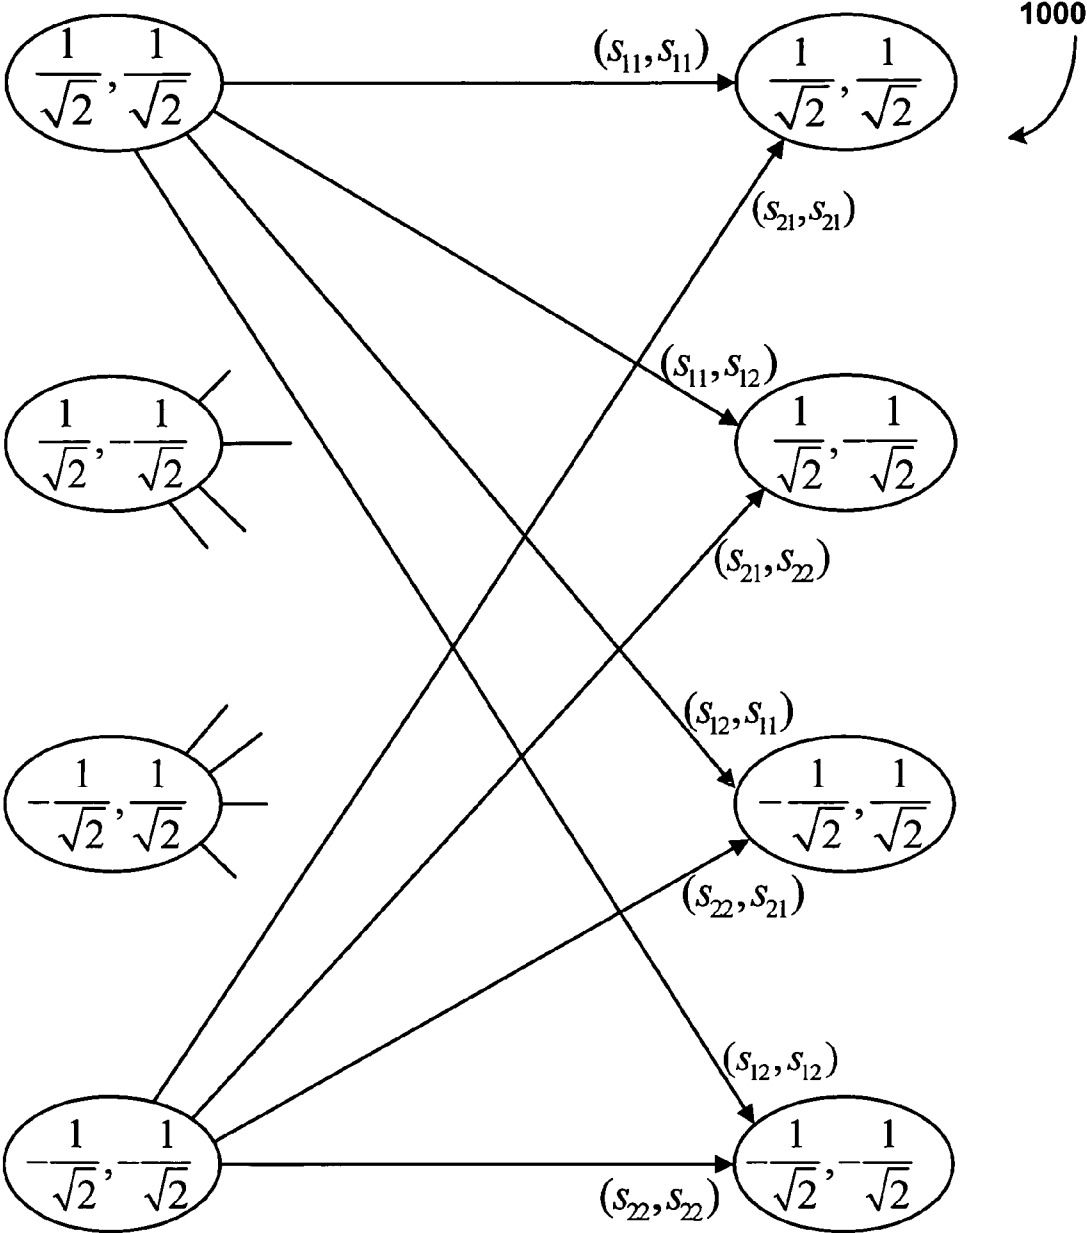 1000
(s₁₁,s₁₁)
1/√2, 1/√2
1/√2, 1/√2
(s₂₁,s₂₁)
(s₁₁,s₁₂)
1/√2, -1/√2
1/√2, -1/√2
(s₂₁,s₂₂)
(s₁₂,s₁₁)
-1/√2, 1/√2
-1/√2, 1/√2
(s₂₂,s₂₁)
(s₁₂,s₁₂)
-1/√2, -1/√2
-1/√2, -1/√2
(s₂₂,s₂₂)